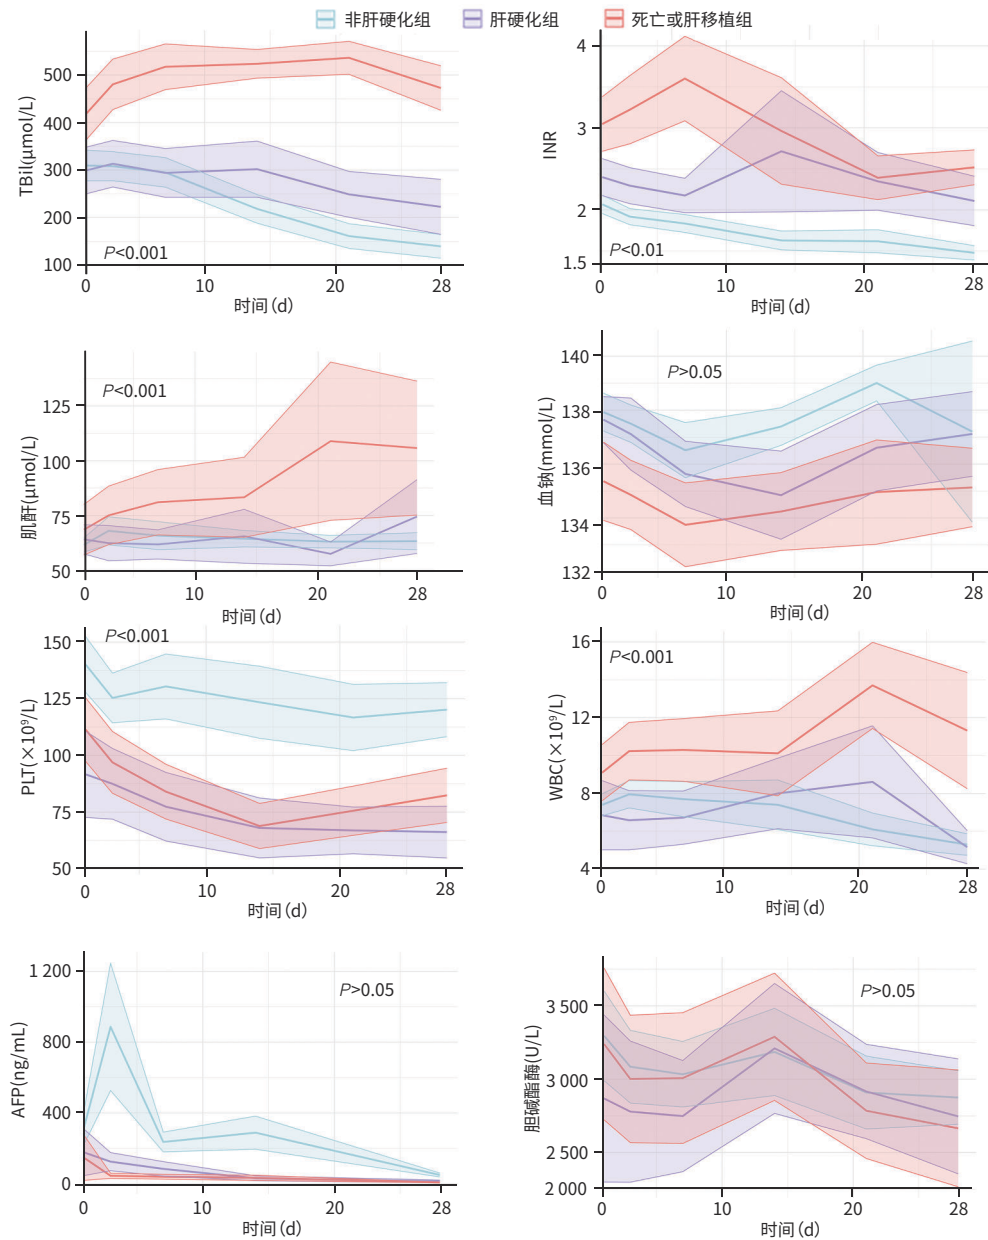 非肝硬化组 肝硬化组 死亡或肝移植组
TBil(μmol/L)
500
400
300
200
100
P<0.001
0 10 20 28
时间(d)
INR
4
3
2
1.5
P<0.01
0 10 20 28
时间(d)
肌酐(μmol/L)
125
100
75
50
P<0.001
0 10 20 28
时间(d)
血钠(mmol/L)
140
138
136
134
132
P>0.05
0 10 20 28
时间(d)
PLT(×10⁹/L)
150
125
100
75
50
P<0.001
0 10 20 28
时间(d)
WBC(×10⁹/L)
16
12
8
4
P<0.001
0 10 20 28
时间(d)
AFP(ng/mL)
1 200
800
400
0
P>0.05
0 10 20 28
时间(d)
胆碱酯酶(U/L)
3 500
3 000
2 500
2 000
P>0.05
0 10 20 28
时间(d)